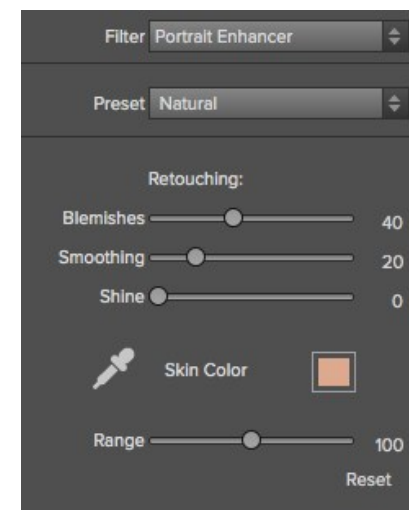 Filter Portrait Enhancer
Preset Natural
Retouching:
Blemishes 40
Smoothing 20
Shine 0
Skin Color
Range 100
Reset